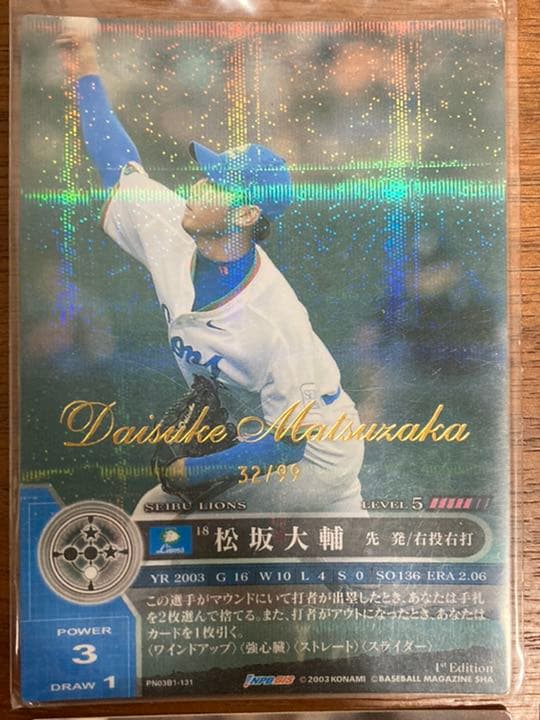 Lions
Daisuke Matsuzaka
32/99
SEIBU LIONS LEVEL 5
Lions 18 松坂大輔 先発/右投右打
YR 2003 G 16 W 10 L 4 S 0 SO 136 ERA 2.06
この選手がマウンドにいて打者が出塁したとき、あなたは手札
を2枚選んで捨てる。また、打者がアウトになったとき、あなたは
カードを1枚引く。
〈ワインドアップ〉〈強心臓〉〈ストレート〉〈スライダー〉
POWER
3
DRAW 1
1st Edition
PN03B1-131 ©2003 KONAMI ©BASEBALL MAGAZINE SHA